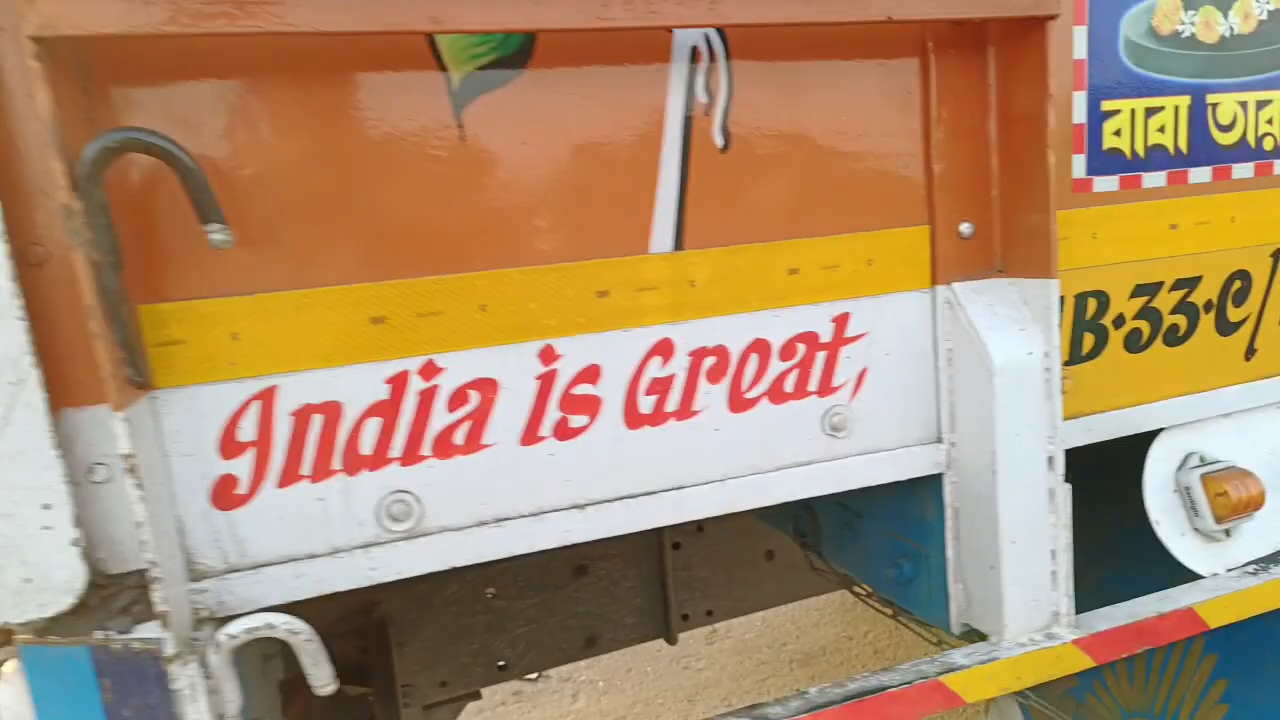 বাবা তার
B·33·C/
India is Great,